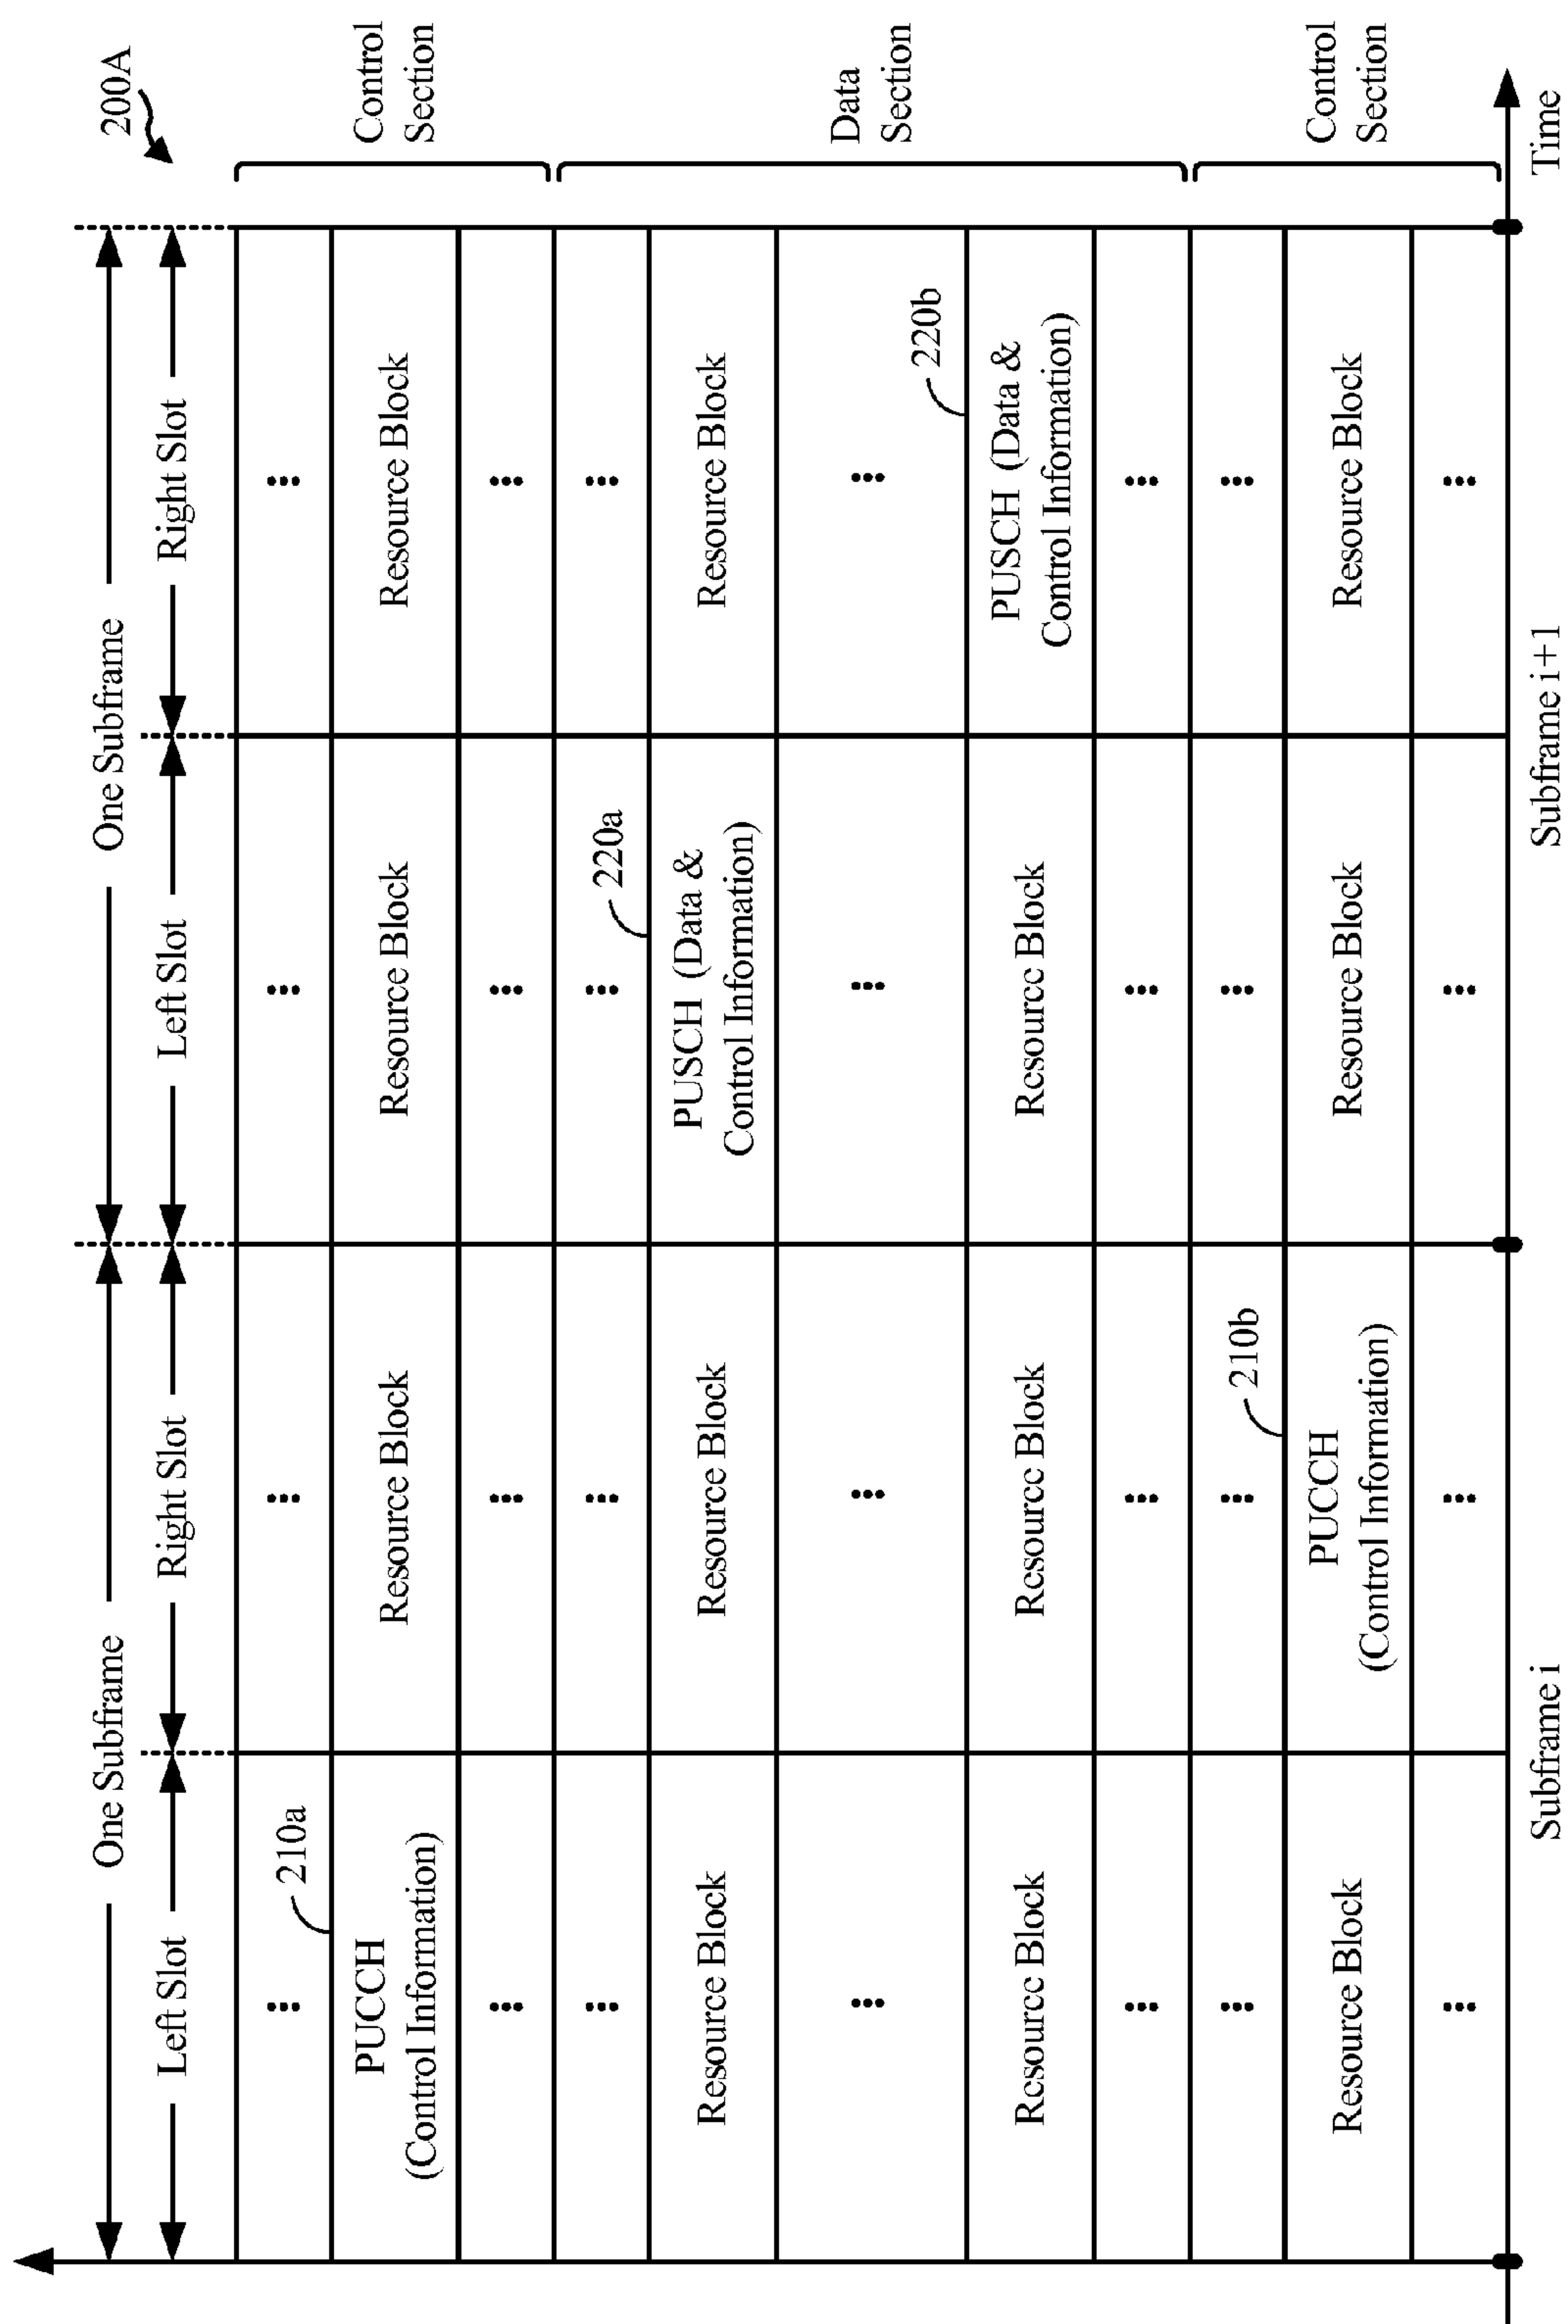 One Subframe
One Subframe
200A
Left Slot
Right Slot
Left Slot
Right Slot
210a
PUCCH
(Control Information)
Resource Block
Resource Block
Resource Block
Control
Section
220a
Resource Block
Resource Block
PUSCH (Data &
Control Information)
Resource Block
Data
Section
220b
Resource Block
Resource Block
Resource Block
PUSCH (Data &
Control Information)
210b
Resource Block
PUCCH
(Control Information)
Resource Block
Resource Block
Control
Section
Subframe i
Subframe i+1
Time